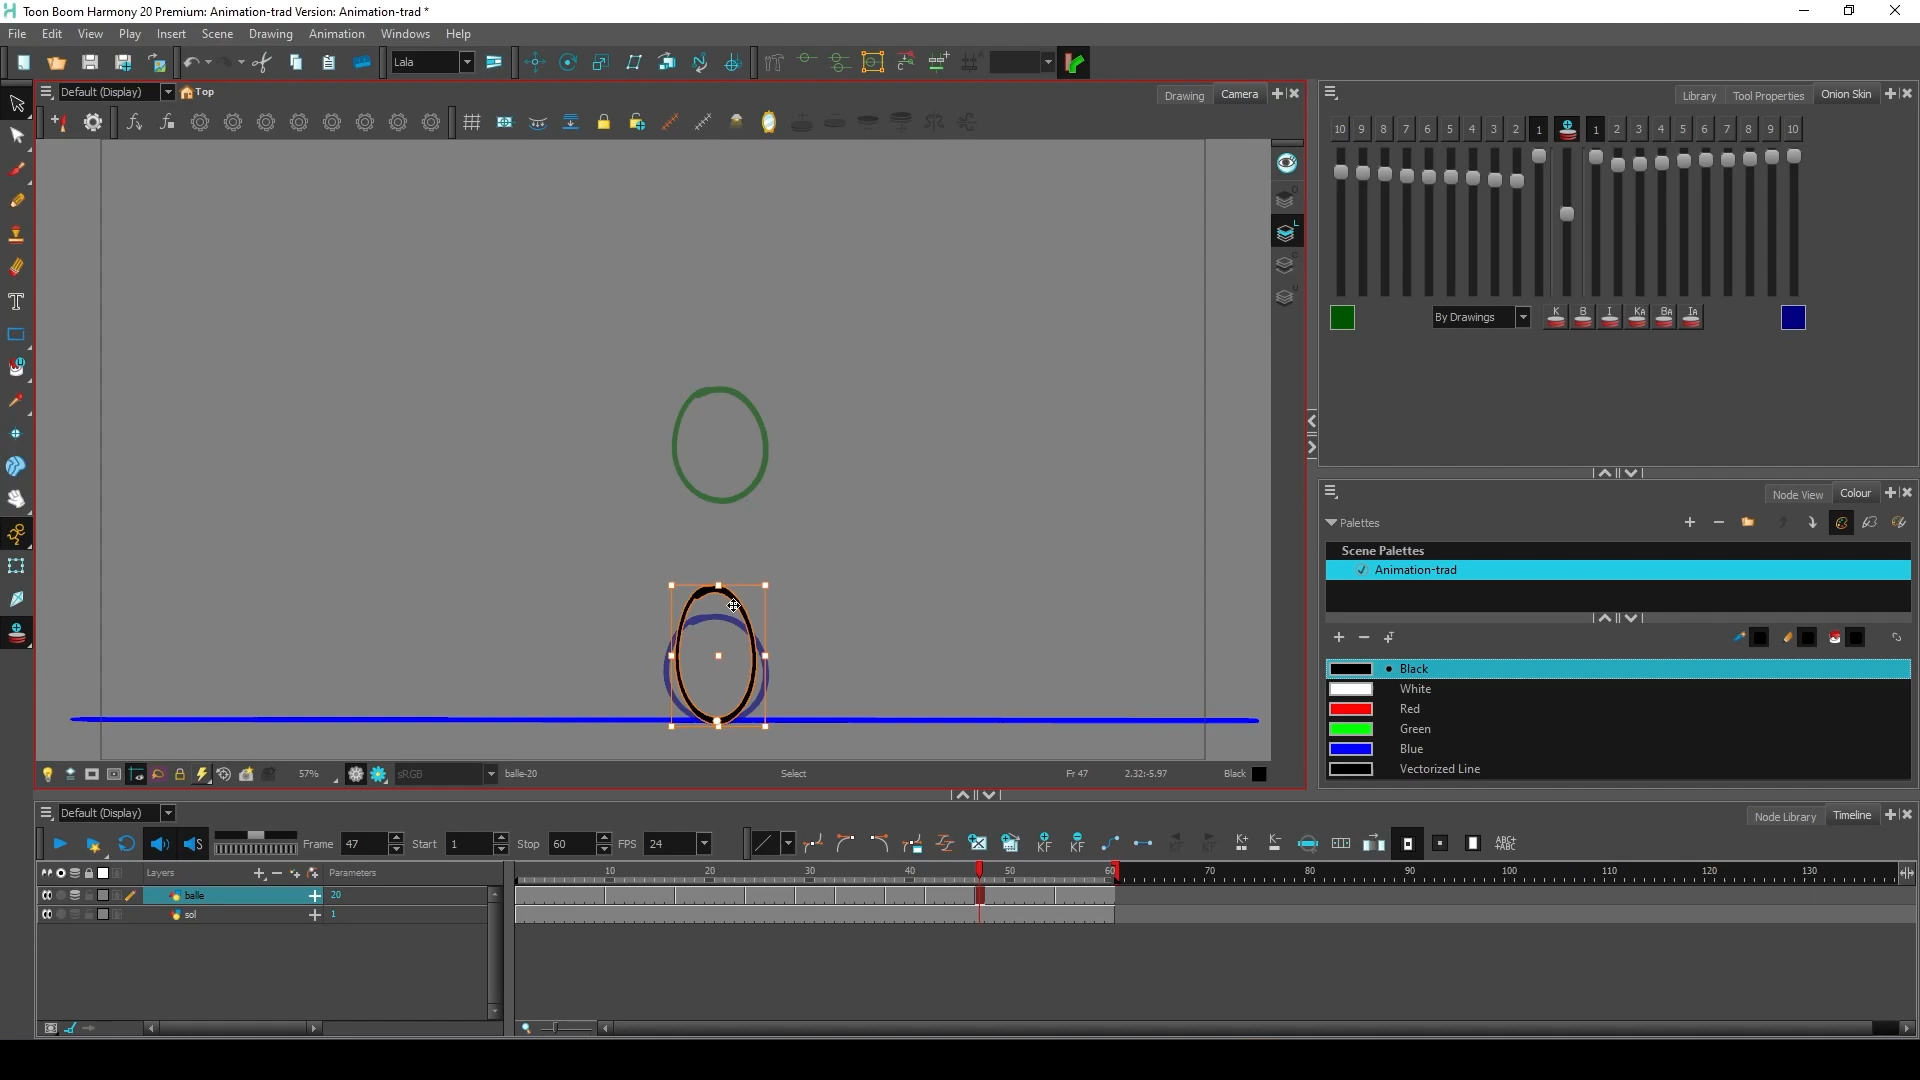 Toon Boom Harmony 20 Premium: Animation-trad Version: Animation-trad *
File Edit View Play Insert Scene Drawing Animation Windows Help
Lala
Default (Display) Top Drawing Camera
Library Tool Properties Onion Skin
10 9 8 7 6 5 4 3 2 1 1 2 3 4 5 6 7 8 9 10
By Drawings K B I KA BA IA
Node View Colour
Palettes
Scene Palettes
Animation-trad
Black
White
Red
Green
Blue
Vectorized Line
57% sRGB balle-20 Select Fr 47 2.32:-5.97 Black
Default (Display) Node Library Timeline
Frame 47 Start 1 Stop 60 FPS 24 KF KF KF KF K+ K- ABC+ +ABC
Layers Parameters 10 20 30 40 50 60 70 80 90 100 110 120 130
balle 20
sol 1